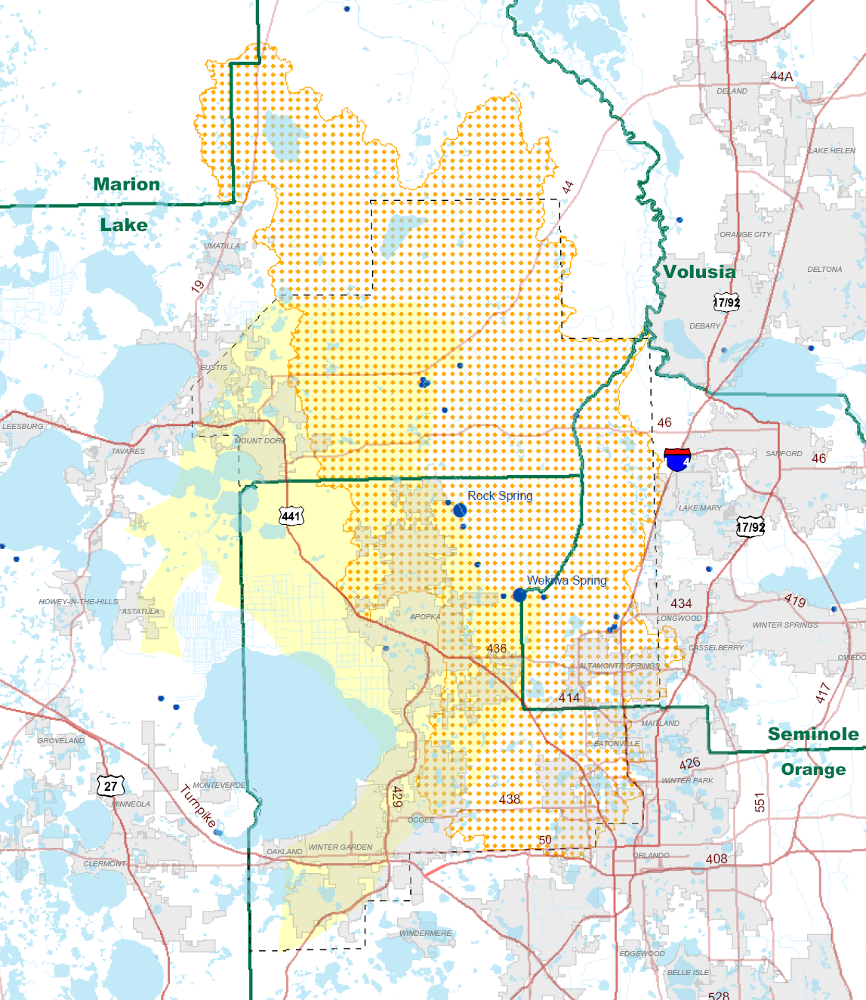 44A
DELAND
LAKE HELEN
Marion
44
Lake
ORANGE CITY
UMATILLA
Volusia
DELTONA
19
17/92
DEBARY
EUSTIS
46
LEESBURG
MOUNT DORA
TAVARES
SANFORD
46
4
Rock Spring
LAKE MARY
441
17/92
Wekiwa Spring
HOWEY-IN-THE-HILLS
434
419
ASTATULA
APOPKA
LONGWOOD
WINTER SPRINGS
436
CASSELBERRY
OVIEDO
ALTAMONTE SPRINGS
414
417
MAITLAND
Seminole
GROVELAND
EATONVILLE
426
Orange
27
MONTEVERDE
WINTER PARK
MINNEOLA
Turnpike
429
438
551
OCOEE
50
OAKLAND
WINTER GARDEN
ORLANDO
408
CLERMONT
WINDERMERE
EDGEWOOD
BELLE ISLE
528